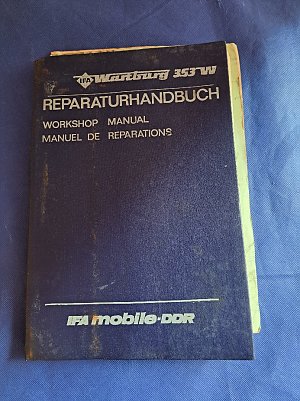 IFA Wartburg 353 W
REPARATURHANDBUCH
WORKSHOP MANUAL
MANUEL DE REPARATIONS
IFA mobile-DDR